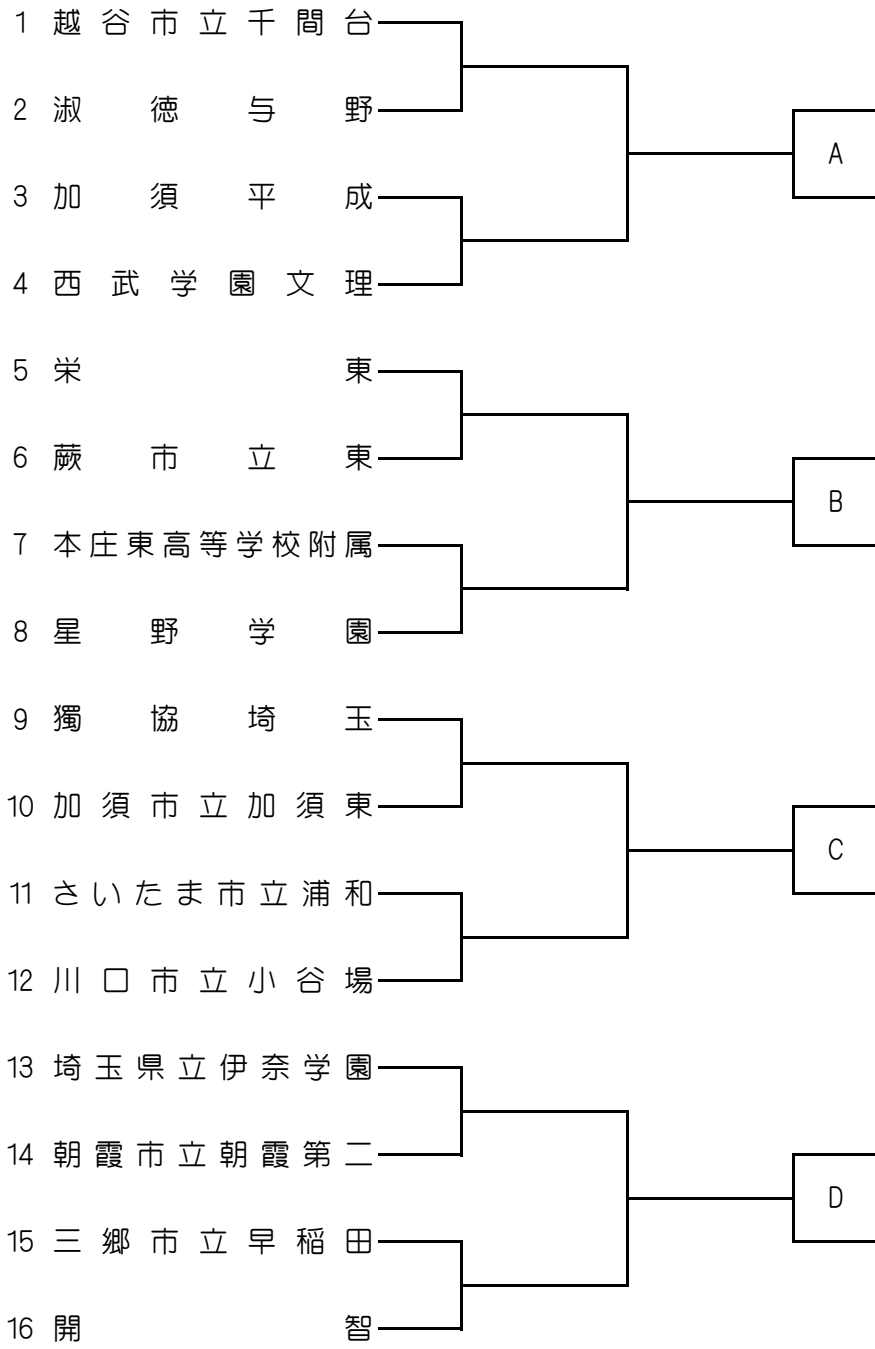 1 越谷市立千間台
2 淑徳与野
A
3 加須平成
4 西武学園文理
5 栄東
6 蕨市立東
B
7 本庄東高等学校附属
8 星野学園
9 獨協埼玉
10 加須市立加須東
C
11 さいたま市立浦和
12 川口市立小谷場
13 埼玉県立伊奈学園
14 朝霞市立朝霞第二
D
15 三郷市立早稲田
16 開智